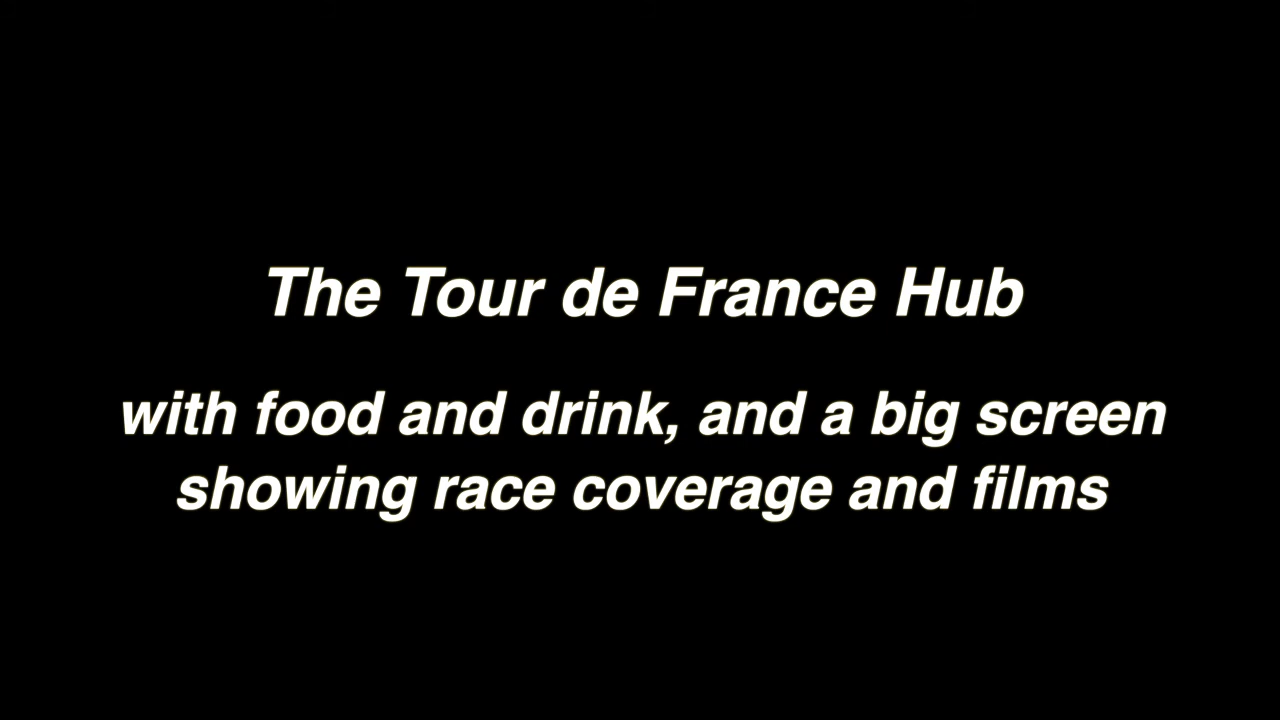 The Tour de France Hub
with food and drink, and a big screen
showing race coverage and films